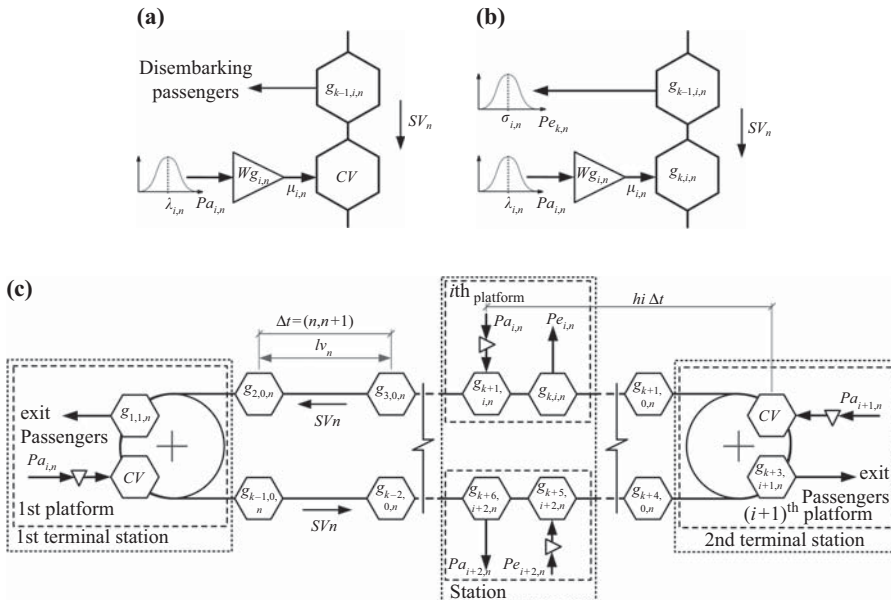 (a)
Disembarking
passengers
g_{k−1,i,n}
SV_n
Wg_{i,n}
CV
λ_{i,n} Pa_{i,n}
μ_{i,n}
(b)
g_{k−1,i,n}
σ_{i,n} Pe_{k,n}
SV_n
Wg_{i,n}
g_{k,i,n}
λ_{i,n} Pa_{i,n}
μ_{i,n}
(c)
ith platform
hi Δt
Δt=(n,n+1)
lv_n
Pa_{i,n} Pe_{i,n}
g_{1,1,n}
g_{2,0,n}
g_{3,0,n}
g_{k+1, i,n}
g_{k,i,n}
g_{k+1, 0,n}
CV
Pa_{i+1,n}
exit
Passengers
SVn
Pa_{i,n}
CV
g_{k−1,0, n}
g_{k−2, 0,n}
g_{k+6, i+2,n}
g_{k+5, i+2,n}
g_{k+4, 0,n}
g_{k+3, i+1,n}
exit
Passengers
SVn
1st platform
(i+1)^{th}
platform
1st terminal station
Pa_{i+2,n} Pe_{i+2,n}
2nd terminal station
Station